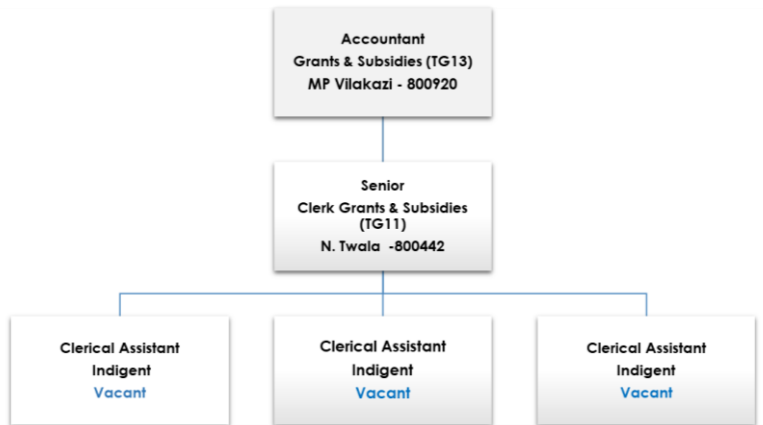 Accountant
Grants & Subsidies (TG13)
MP Vilakazi - 800920
Senior
Clerk Grants & Subsidies
(TG11)
N. Twala -800442
Clerical Assistant
Indigent
Vacant
Clerical Assistant
Indigent
Vacant
Clerical Assistant
Indigent
Vacant